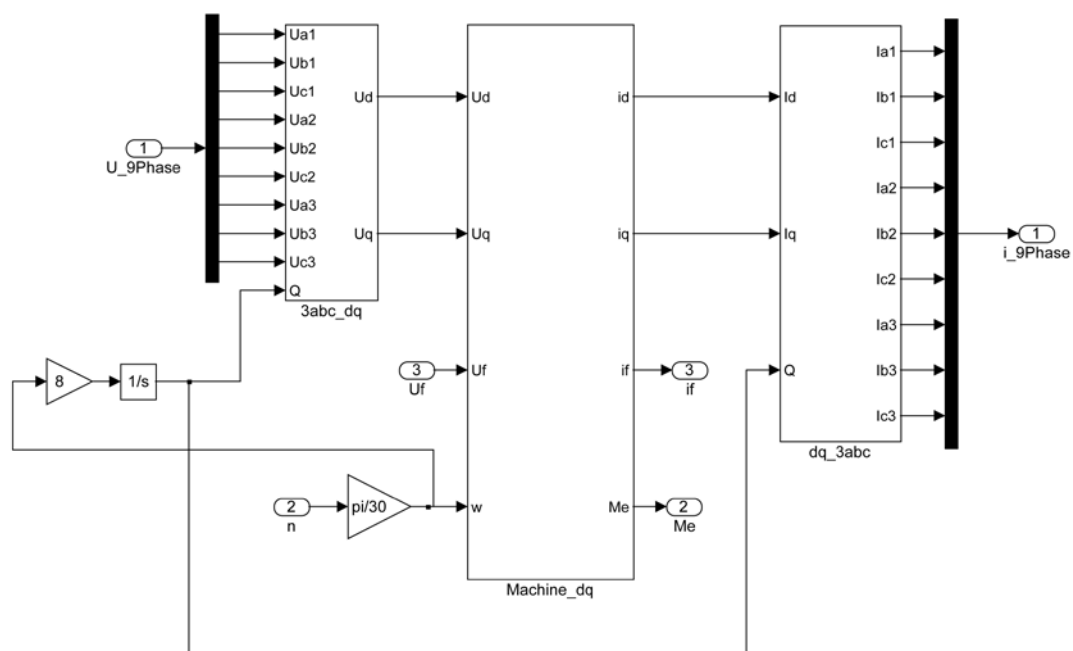 1
U_9Phase
Ua1
Ub1
Uc1
Ua2
Ub2
Uc2
Ua3
Ub3
Uc3
Q
Ud
Uq
3abc_dq
8
1/s
2
n
pi/30
3
Uf
Ud
Uq
Uf
w
id
iq
if
Me
Machine_dq
3
if
2
Me
Id
Iq
Q
Ia1
Ib1
Ic1
Ia2
Ib2
Ic2
Ia3
Ib3
Ic3
dq_3abc
1
i_9Phase